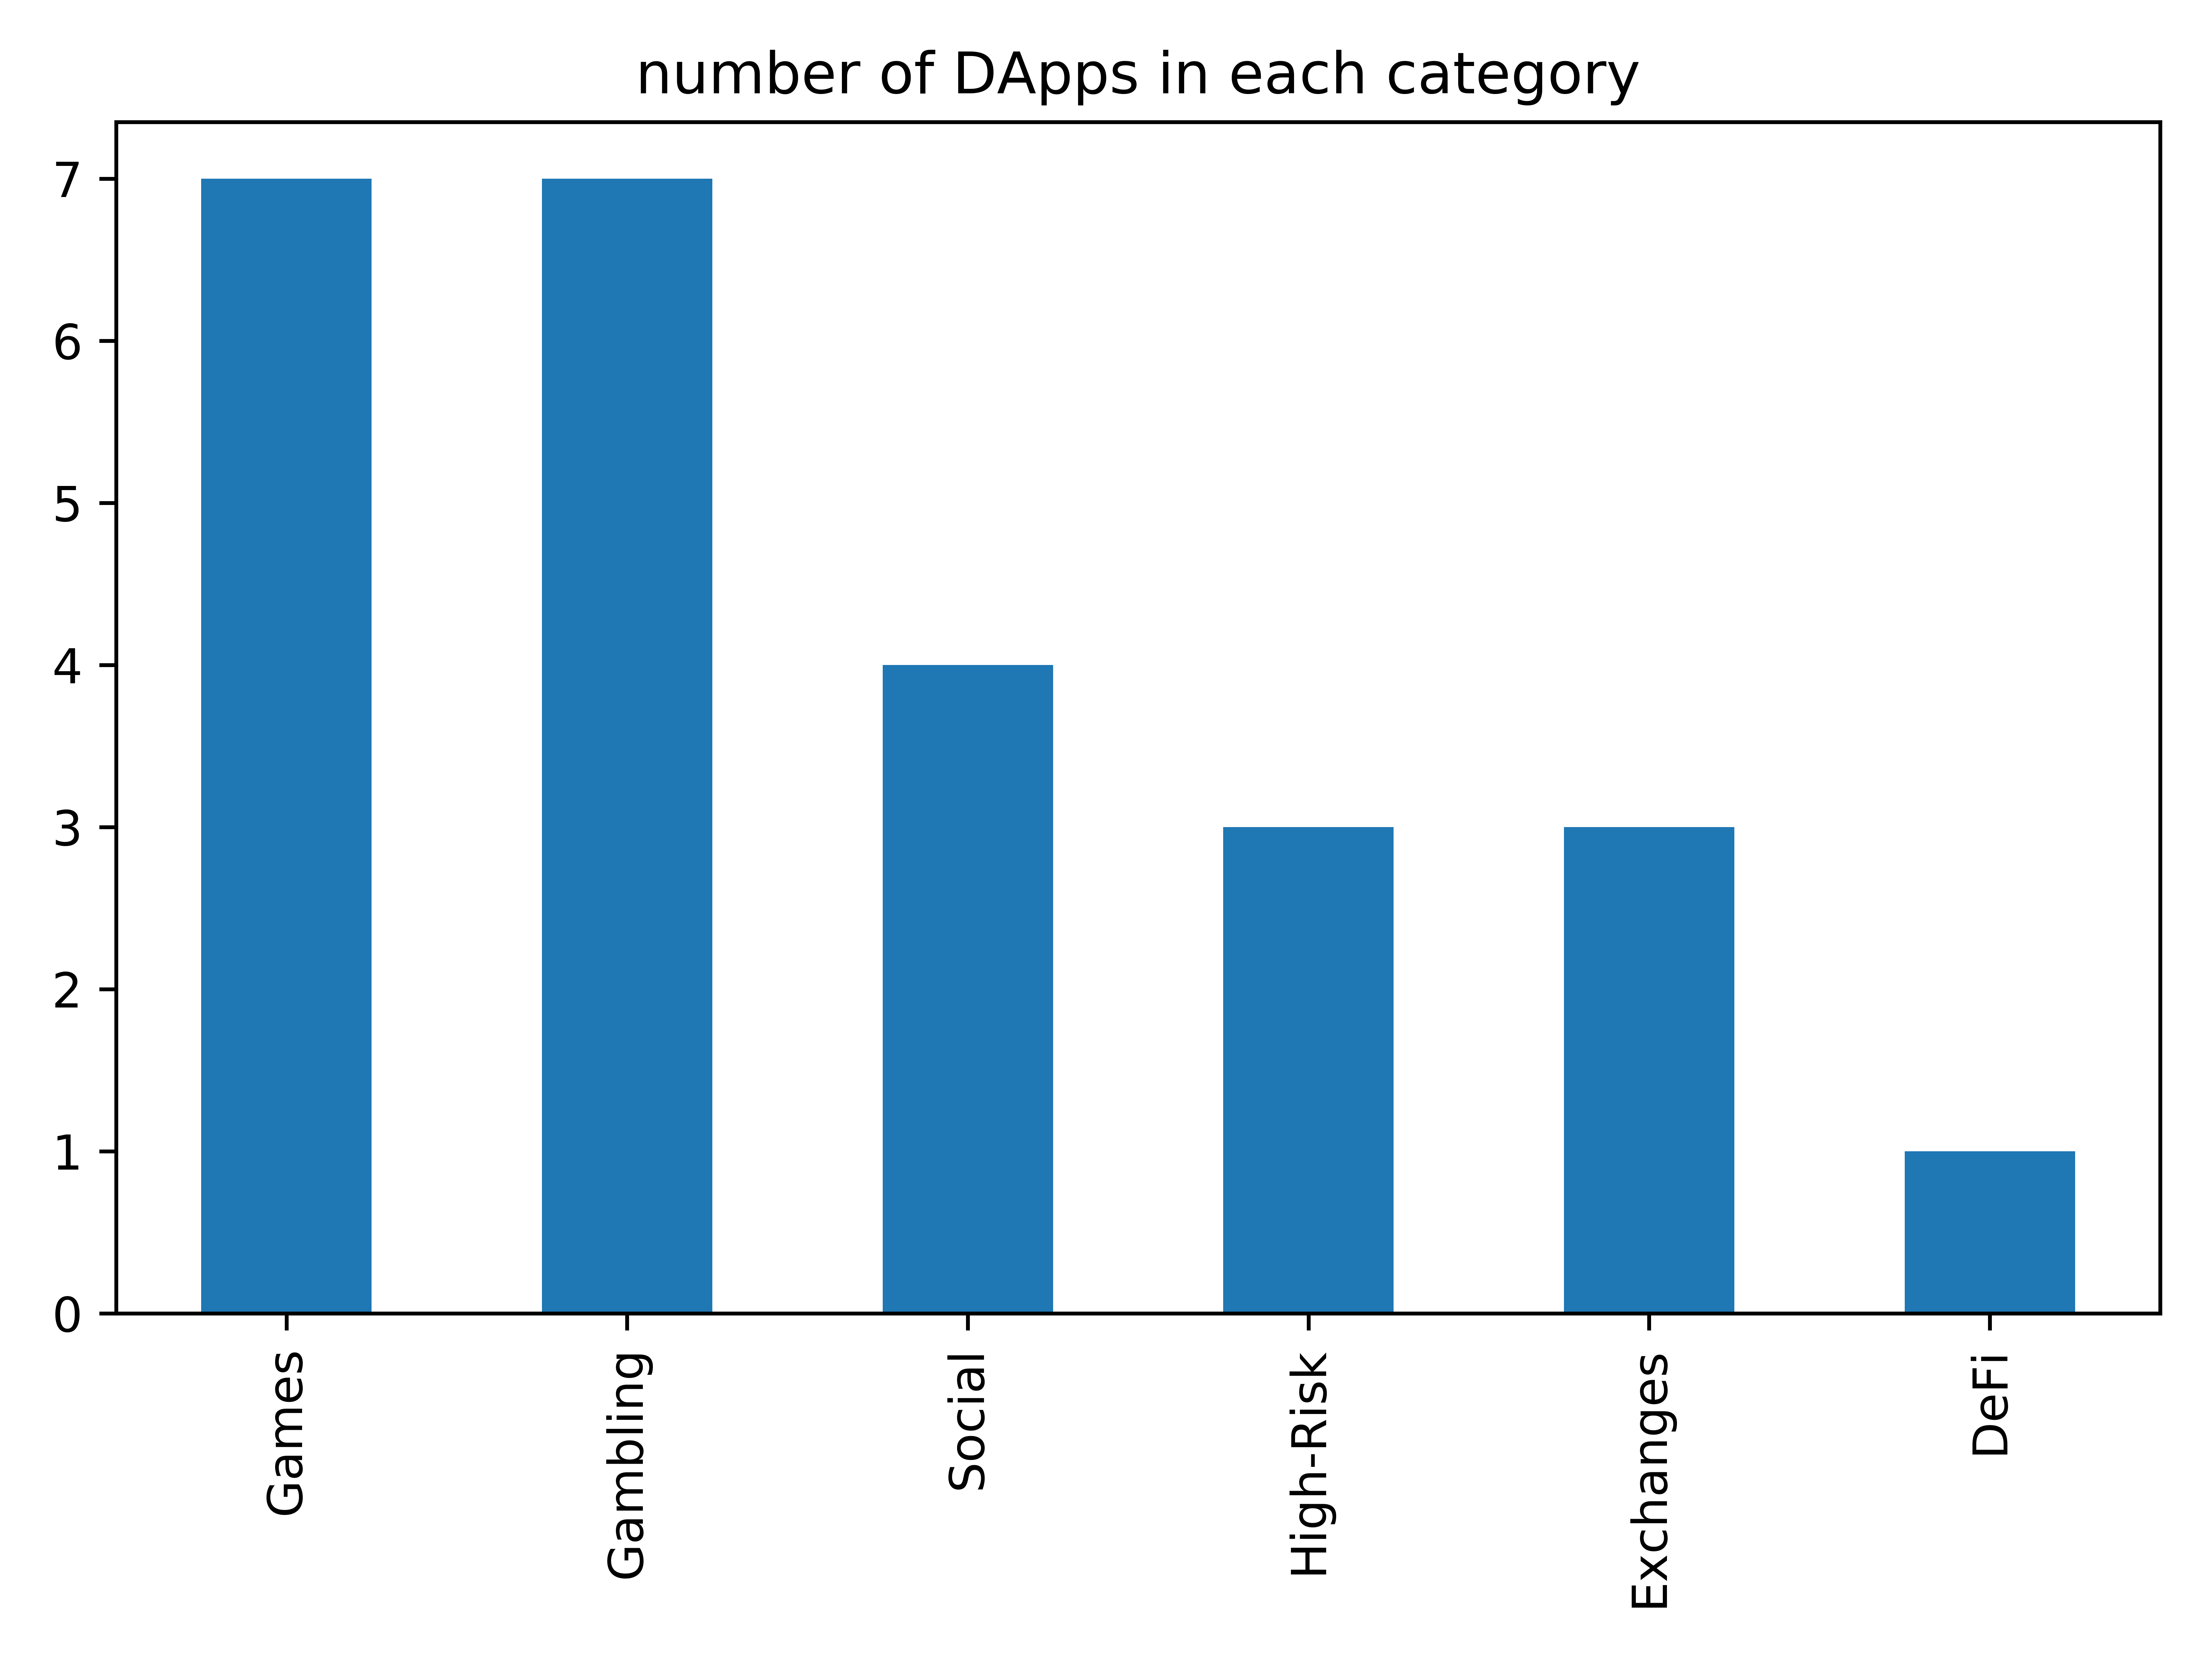 number of DApps in each category
7
6
5
4
3
2
1
0
Games
Gambling
Social
High-Risk
Exchanges
DeFi